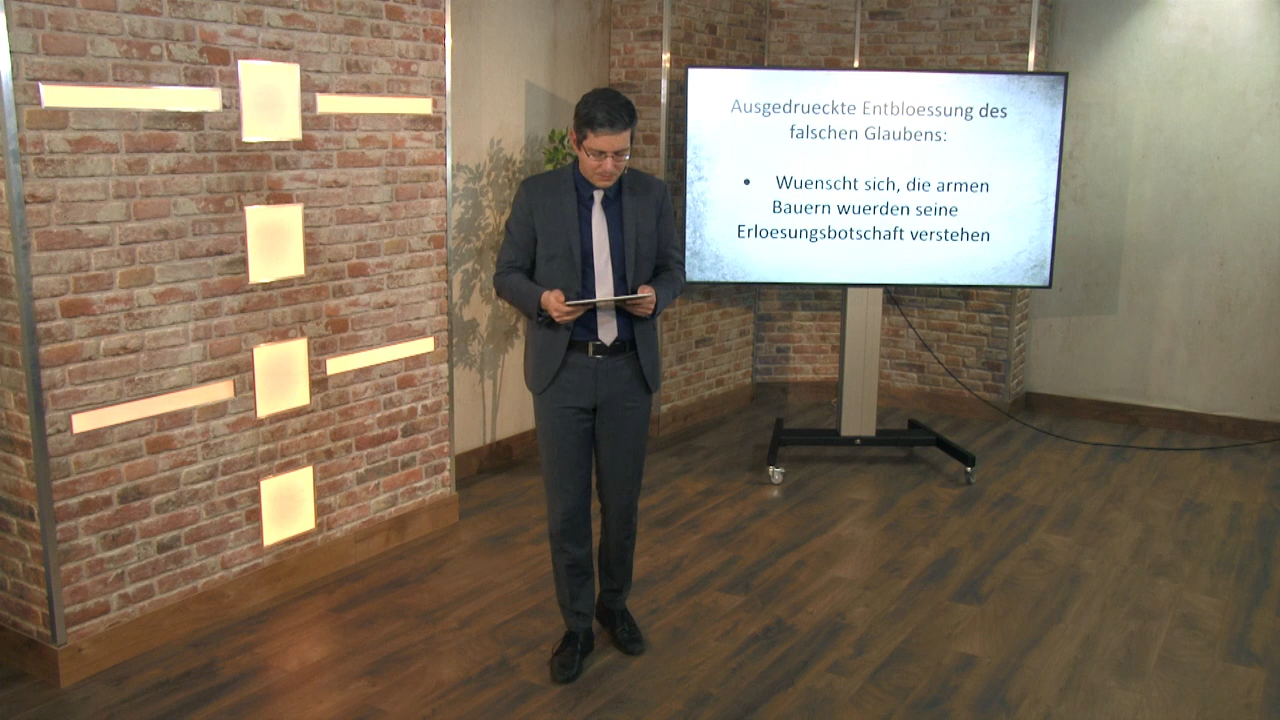 Ausgedrueckte Entbloessung des
falschen Glaubens:
• Wuenscht sich, die armen
Bauern wuerden seine
Erloesungsbotschaft verstehen